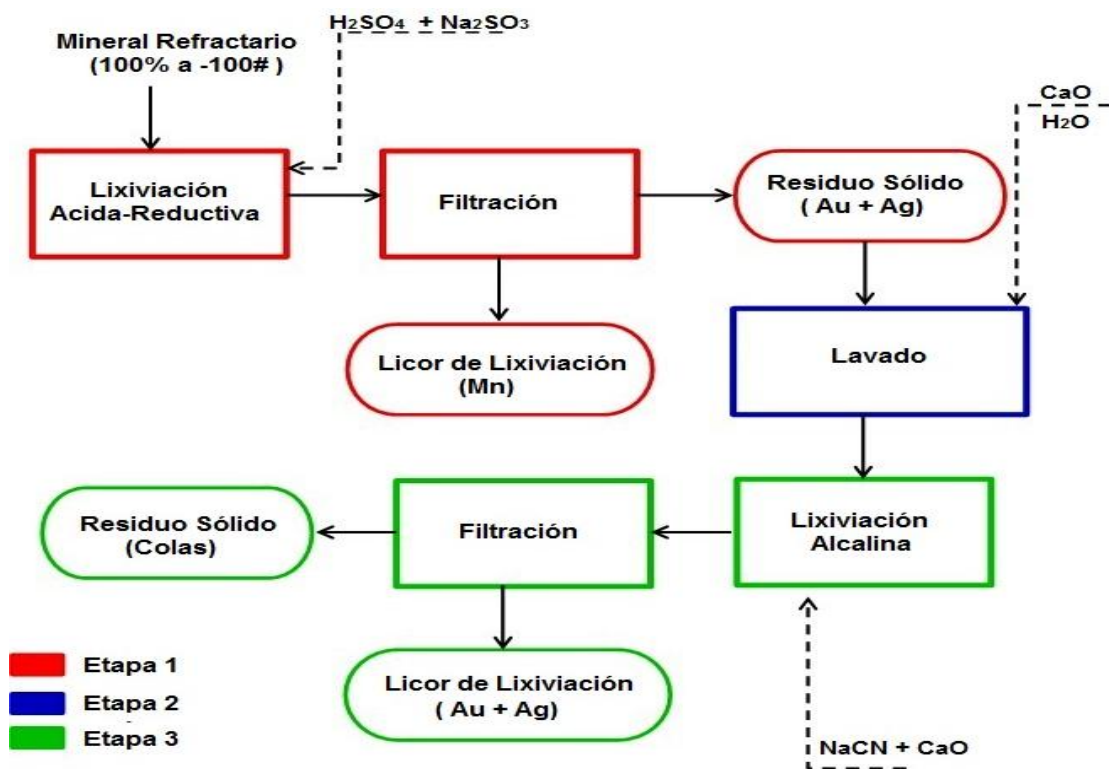 H₂SO₄ + Na₂SO₃
Mineral Refractario
(100% a -100# )
CaO
H₂O
Lixiviación
Acida-Reductiva
Filtración
Residuo Sólido
( Au + Ag)
Licor de Lixiviación
(Mn)
Lavado
Residuo Sólido
(Colas)
Filtración
Lixiviación
Alcalina
Licor de Lixiviación
( Au + Ag)
Etapa 1
Etapa 2
Etapa 3
NaCN + CaO